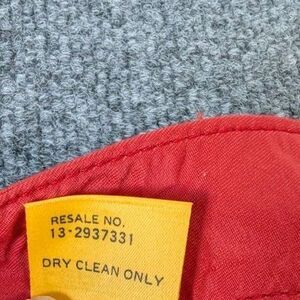 RESALE NO.
13-2937331
DRY CLEAN ONLY